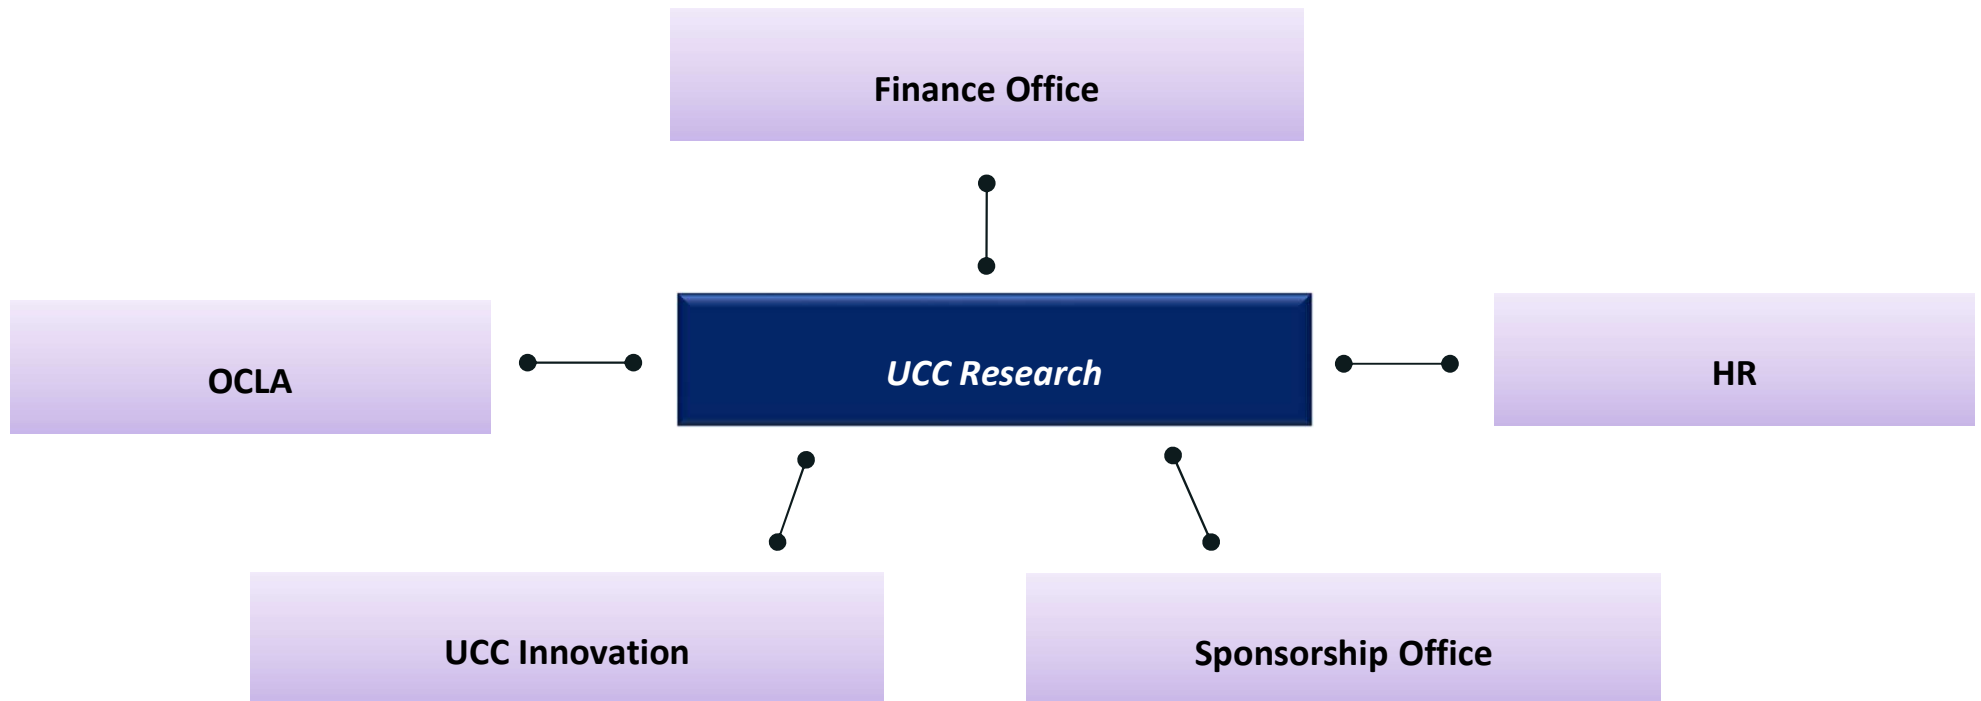 Finance Office
OCLA
UCC Research
HR
UCC Innovation
Sponsorship Office